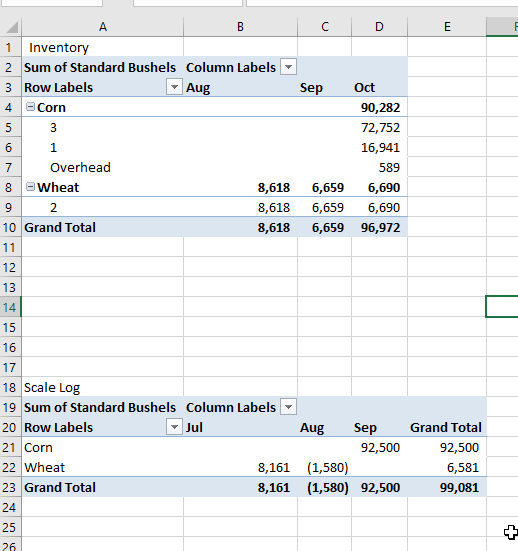 A B C D E F
1 Inventory
2 Sum of Standard Bushels Column Labels
3 Row Labels Aug Sep Oct
4 Corn 90,282
5 3 72,752
6 1 16,941
7 Overhead 589
8 Wheat 8,618 6,659 6,690
9 2 8,618 6,659 6,690
10 Grand Total 8,618 6,659 96,972
11
12
13
14
15
16
17
18 Scale Log
19 Sum of Standard Bushels Column Labels
20 Row Labels Jul Aug Sep Grand Total
21 Corn 92,500 92,500
22 Wheat 8,161 (1,580) 6,581
23 Grand Total 8,161 (1,580) 92,500 99,081
24
25
26